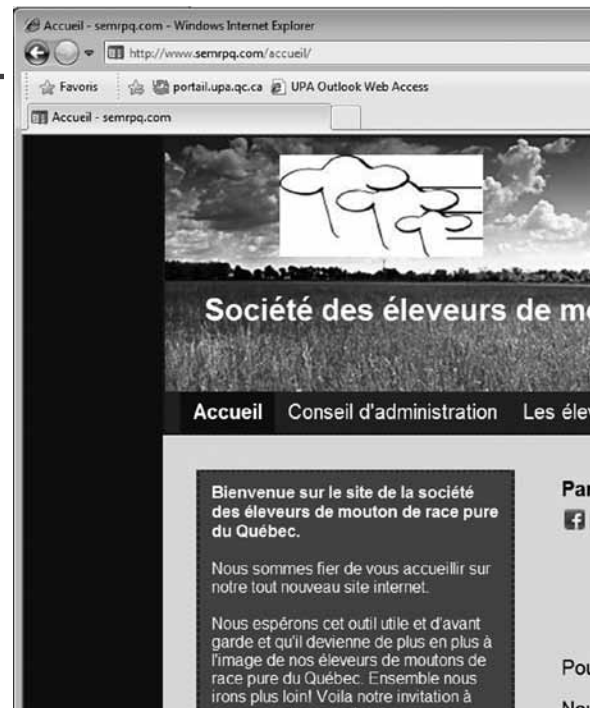 Accueil - semrpq.com - Windows Internet Explorer
http://www.semrpq.com/accueil/
Favoris portail.upa.qc.ca UPA Outlook Web Access
Accueil - semrpq.com
Société des éleveurs de mo
Accueil Conseil d'administration Les éle
Bienvenue sur le site de la société
des éleveurs de mouton de race pure
du Québec.
Nous sommes fier de vous accueillir sur
notre tout nouveau site internet.
Nous espérons cet outil utile et d'avant
garde et qu'il devienne de plus en plus à
l'image de nos éleveurs de moutons de
race pure du Québec. Ensemble nous
irons plus loin! Voila notre invitation à
Par
Pou